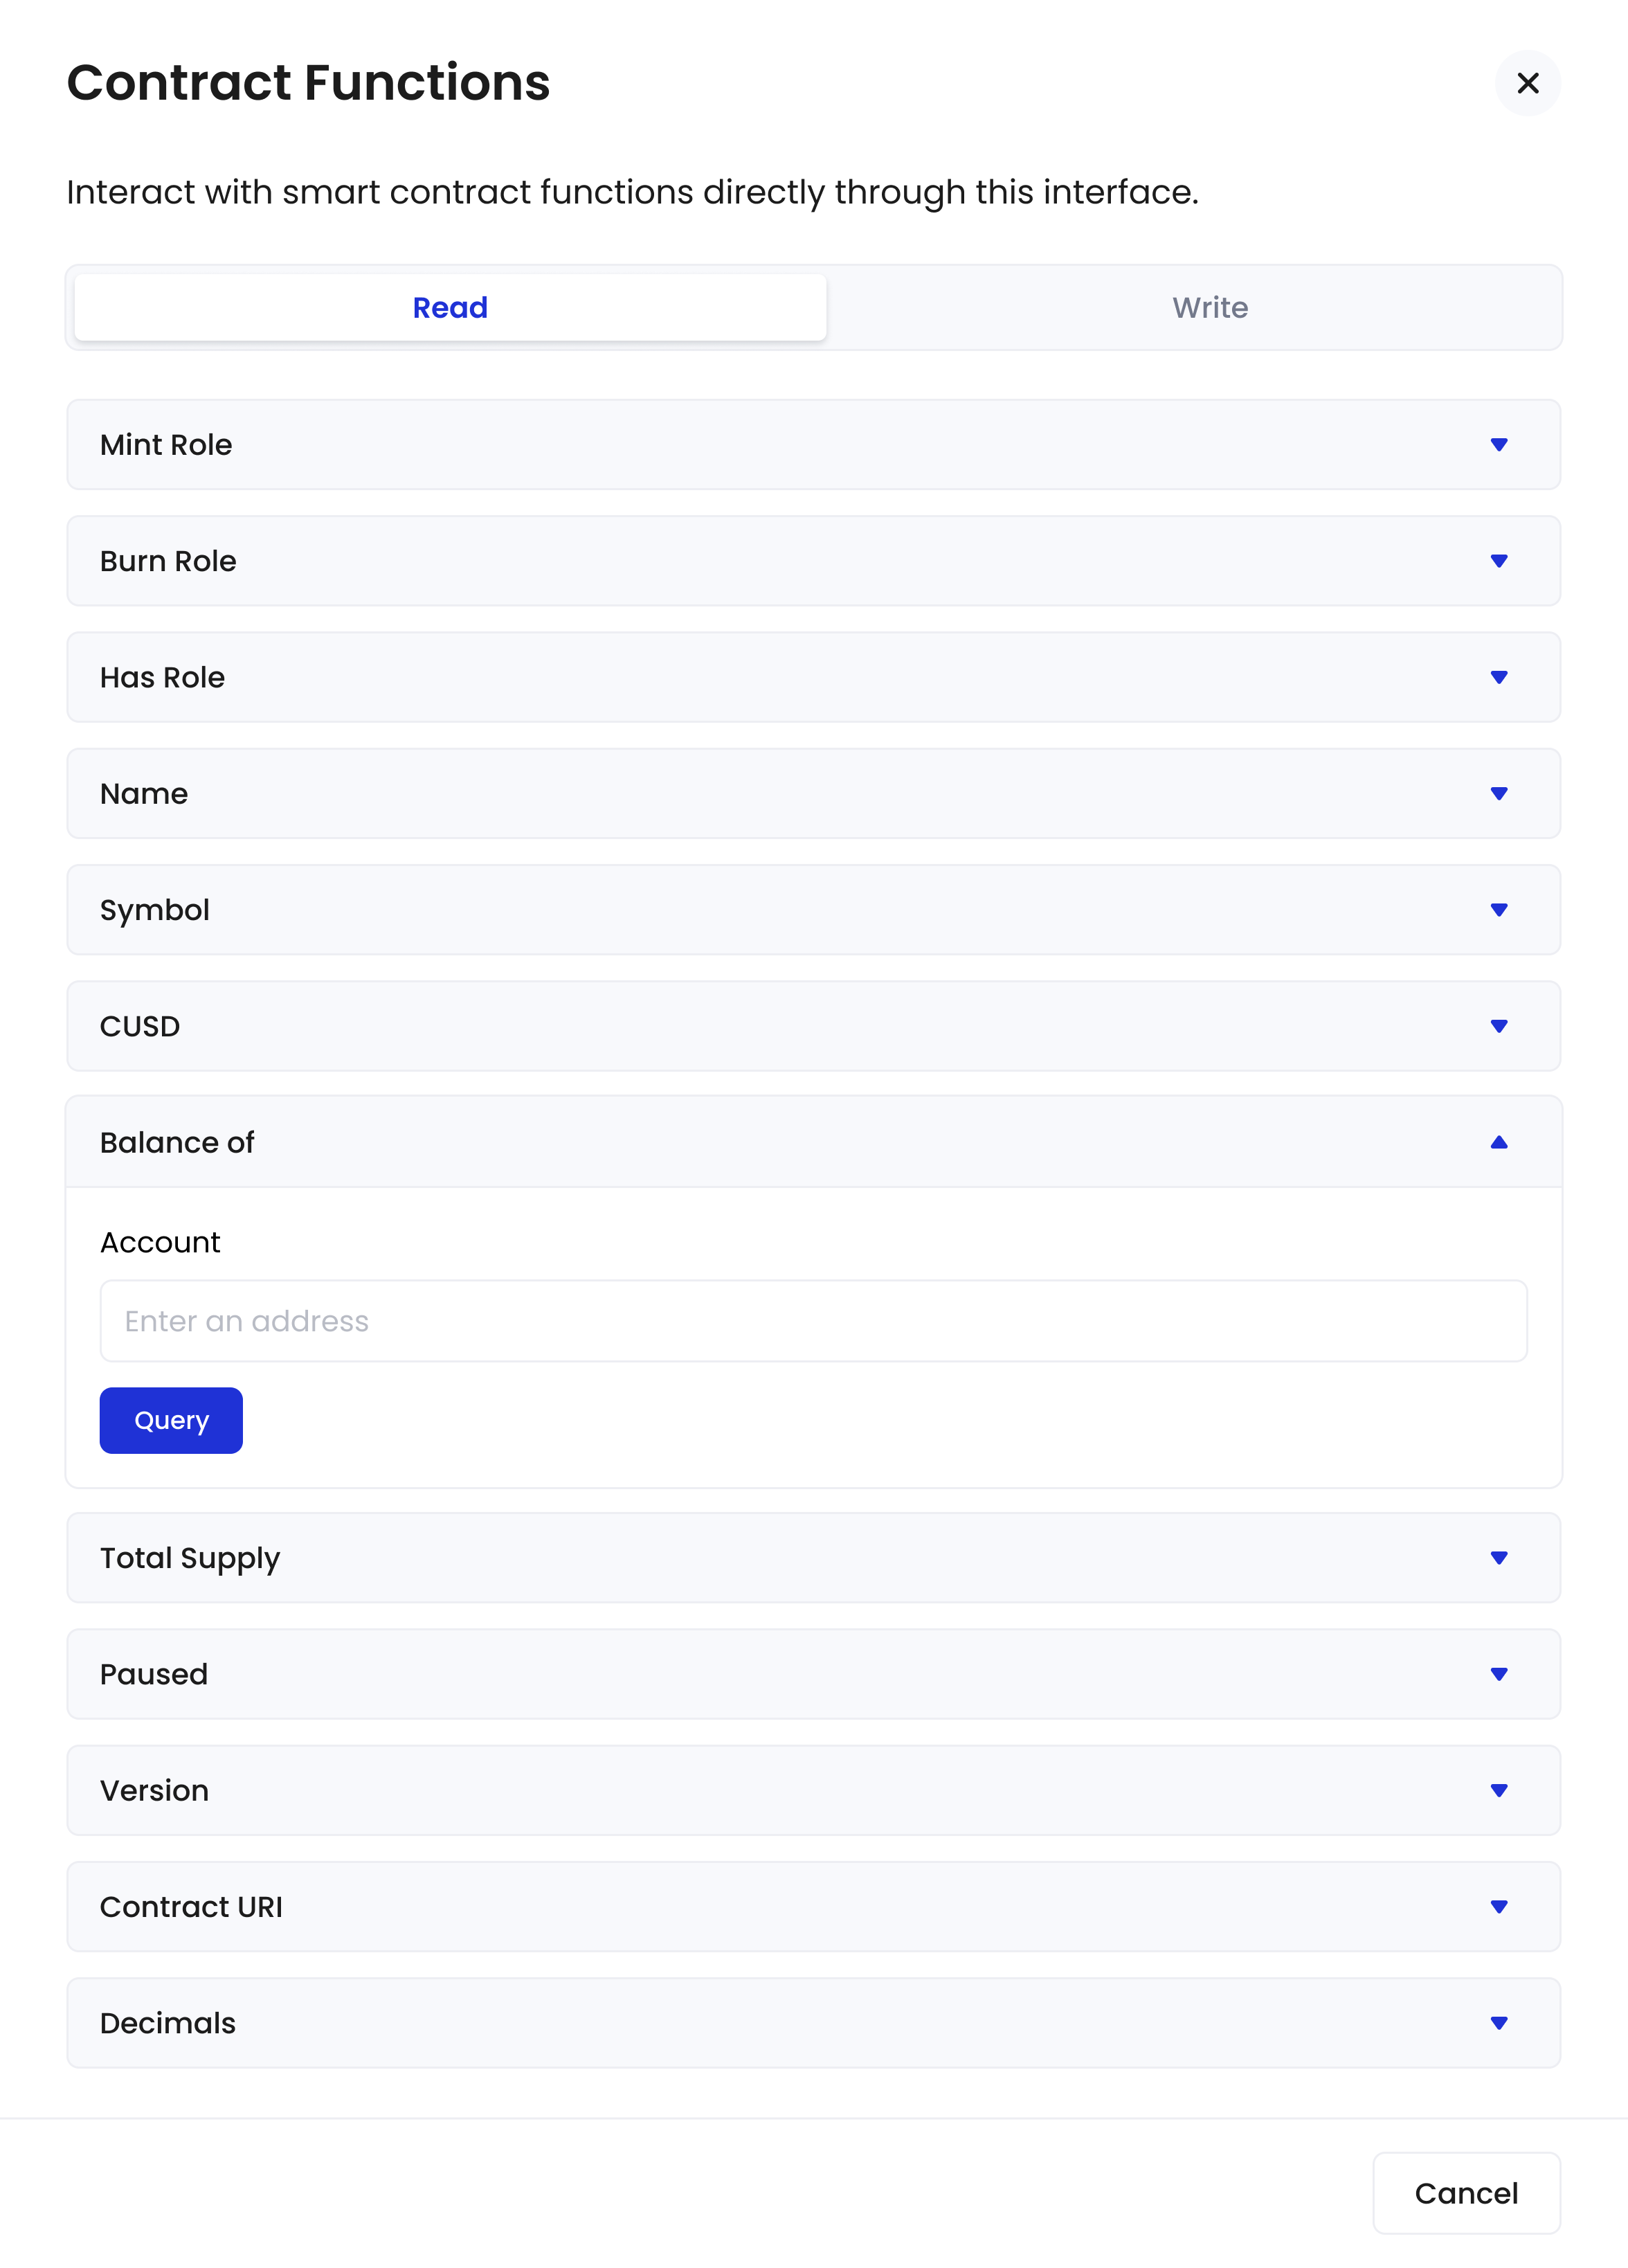 Contract Functions
Interact with smart contract functions directly through this interface.
Read
Write
Mint Role
Burn Role
Has Role
Name
Symbol
CUSD
Balance of
Account
Enter an address
Query
Total Supply
Paused
Version
Contract URI
Decimals
Cancel